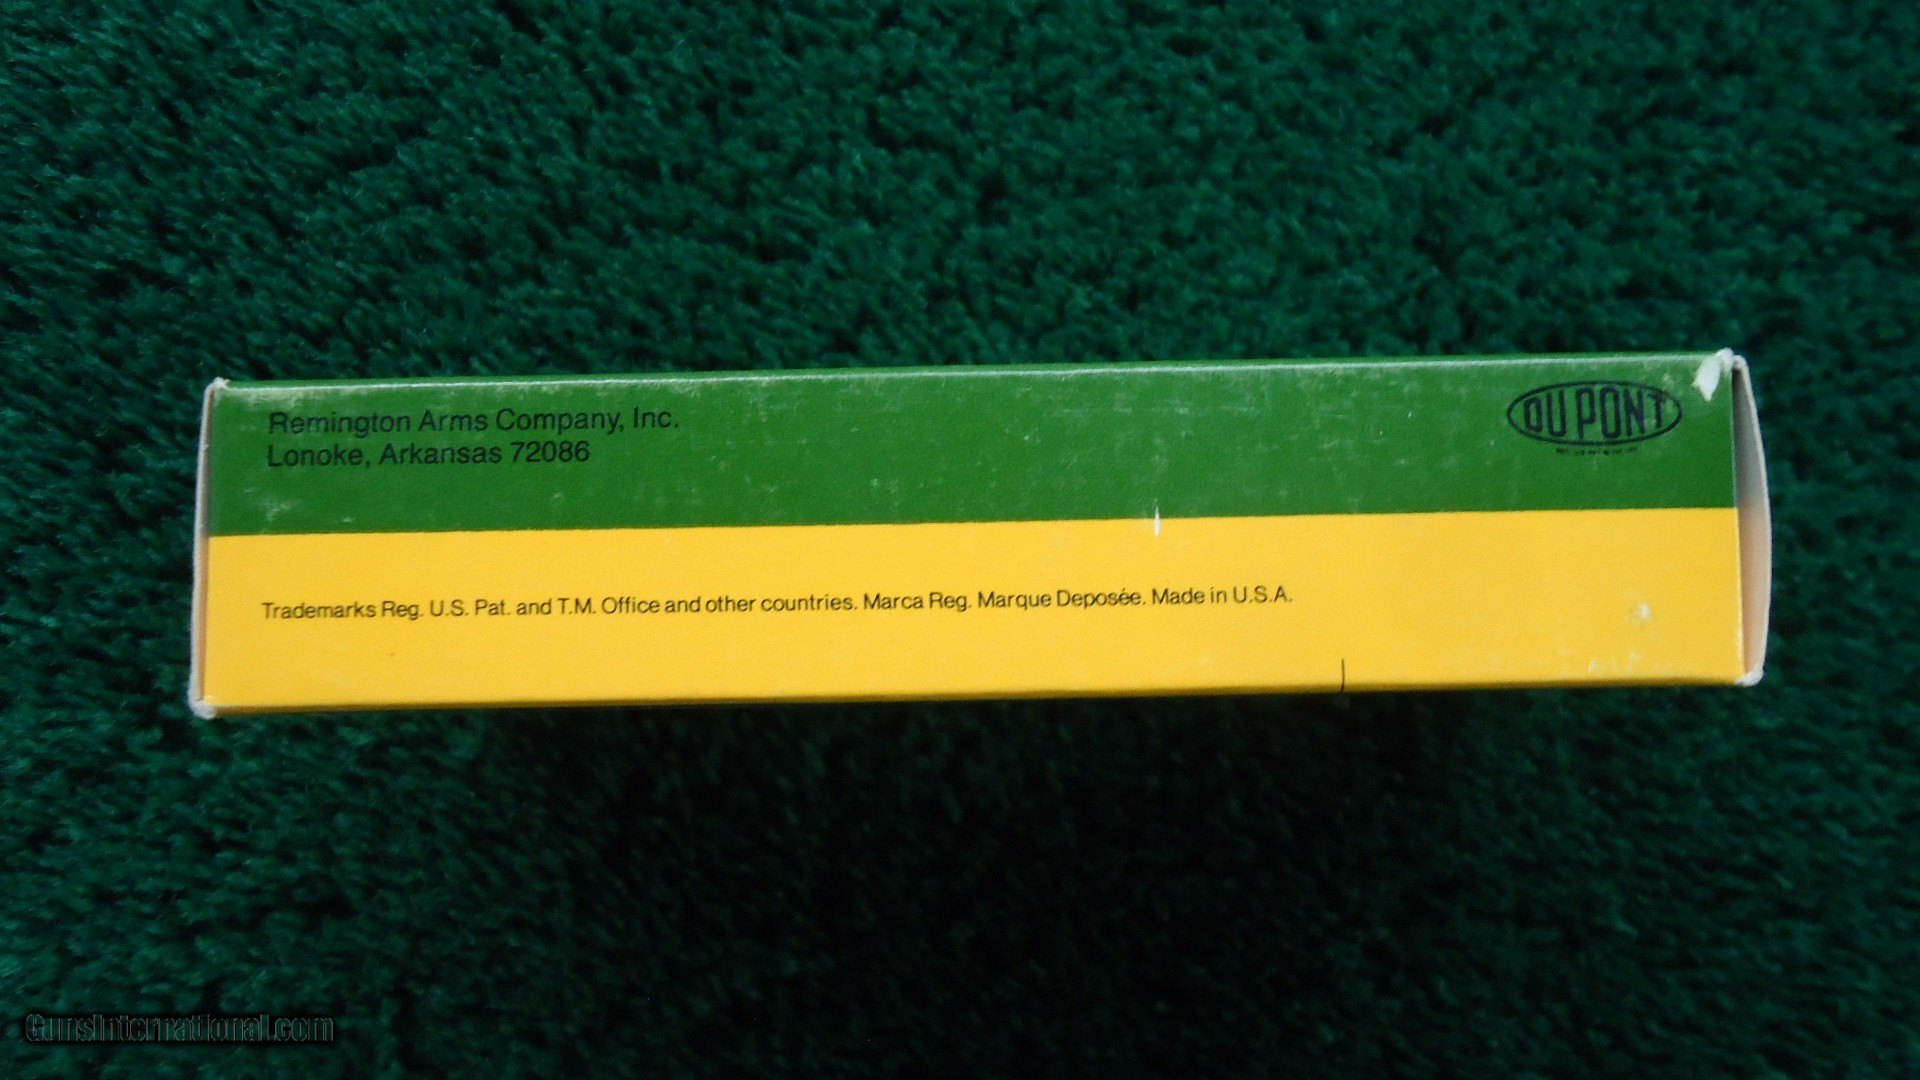 Remington Arms Company, Inc.
Lonoke, Arkansas 72086
DU PONT
Trademarks Reg. U.S. Pat. and T.M. Office and other countries. Marca Reg. Marque Deposée. Made in U.S.A.
GunsInternational.com